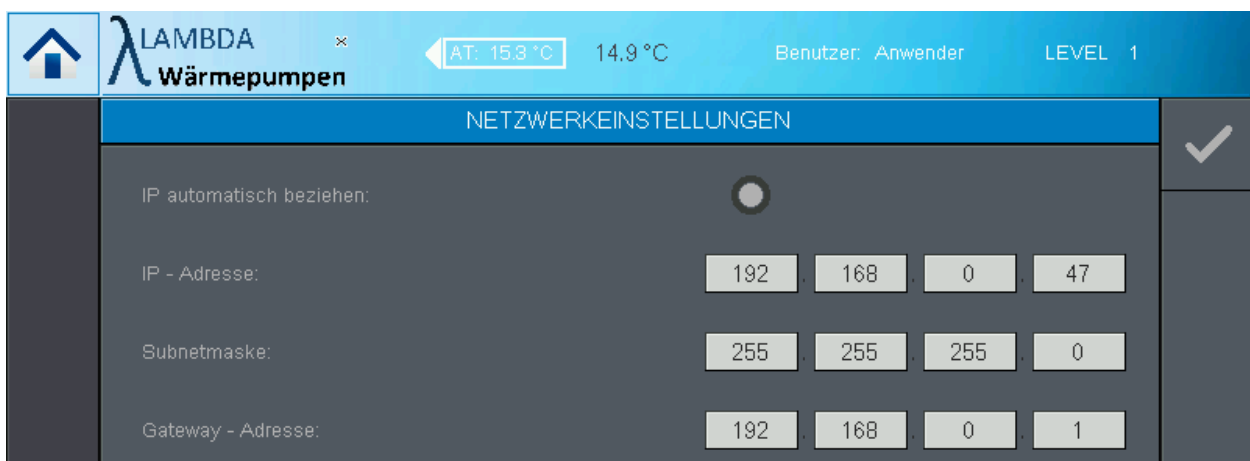 LAMBDA
Wärmepumpen
AT: 15.3 °C 14.9 °C Benutzer: Anwender LEVEL 1
NETZWERKEINSTELLUNGEN
IP automatisch beziehen:
IP - Adresse: 192 . 168 . 0 . 47
Subnetmaske: 255 . 255 . 255 . 0
Gateway - Adresse: 192 . 168 . 0 . 1